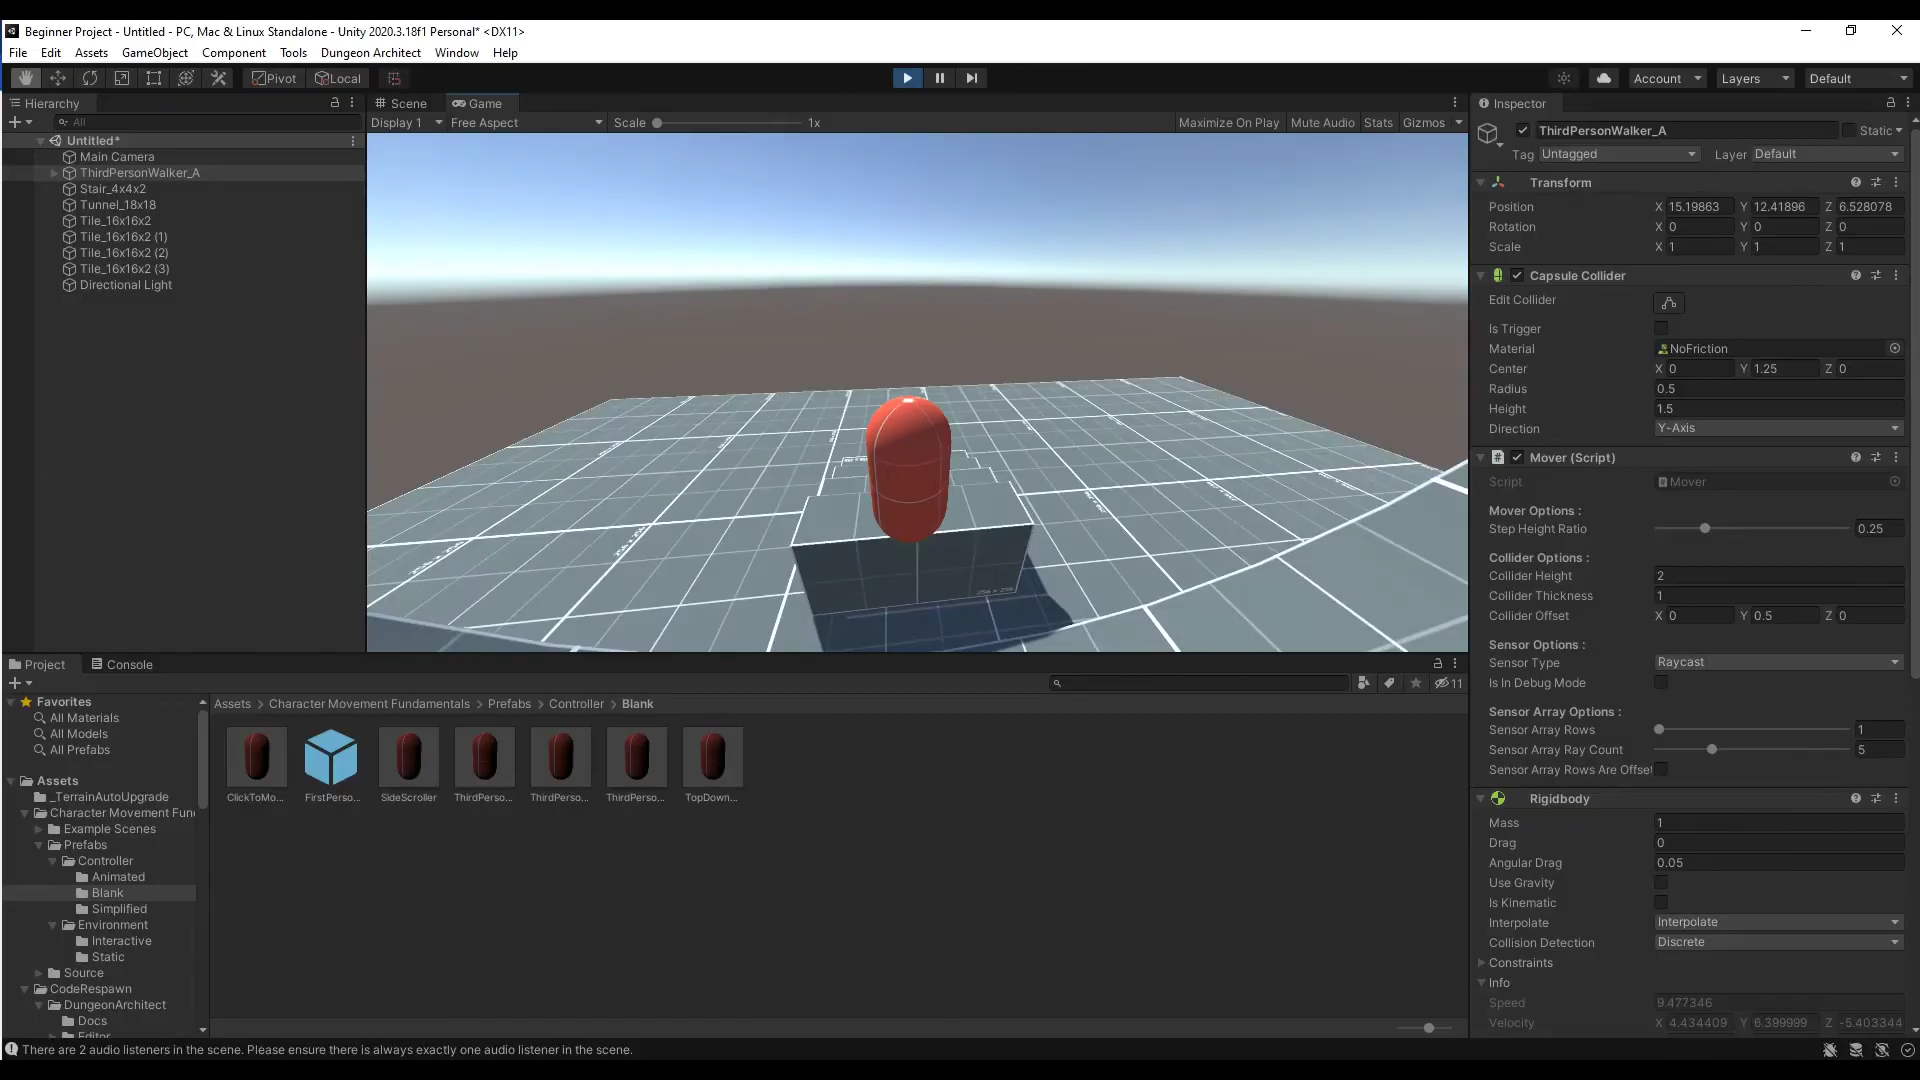 Beginner Project - Untitled - PC, Mac & Linux Standalone - Unity 2020.3.18f1 Personal* <DX11>
File Edit Assets GameObject Component Tools Dungeon Architect Window Help
Pivot Local Account Layers Default
Hierarchy
All
Untitled*
Main Camera
ThirdPersonWalker_A
Stair_4x4x2
Tunnel_18x18
Tile_16x16x2
Tile_16x16x2 (1)
Tile_16x16x2 (2)
Tile_16x16x2 (3)
Directional Light
Scene Game
Display 1 Free Aspect Scale 1x Maximize On Play Mute Audio Stats Gizmos
Project Console
11
Favorites
All Materials
All Models
All Prefabs
Assets
_TerrainAutoUpgrade
Character Movement Fun
Example Scenes
Prefabs
Controller
Animated
Blank
Simplified
Environment
Interactive
Static
Source
CodeRespawn
DungeonArchitect
Docs
Editor
Assets > Character Movement Fundamentals > Prefabs > Controller > Blank
ClickToMo... FirstPerso... SideScroller ThirdPerso... ThirdPerso... ThirdPerso... TopDown...
Inspector
ThirdPersonWalker_A Static
Tag Untagged Layer Default
Transform
Position X 15.19863 Y 12.41896 Z 6.528078
Rotation X 0 Y 0 Z 0
Scale X 1 Y 1 Z 1
Capsule Collider
Edit Collider
Is Trigger
Material NoFriction
Center X 0 Y 1.25 Z 0
Radius 0.5
Height 1.5
Direction Y-Axis
Mover (Script)
Script Mover
Mover Options :
Step Height Ratio 0.25
Collider Options :
Collider Height 2
Collider Thickness 1
Collider Offset X 0 Y 0.5 Z 0
Sensor Options :
Sensor Type Raycast
Is In Debug Mode
Sensor Array Options :
Sensor Array Rows 1
Sensor Array Ray Count 5
Sensor Array Rows Are Offset
Rigidbody
Mass 1
Drag 0
Angular Drag 0.05
Use Gravity
Is Kinematic
Interpolate Interpolate
Collision Detection Discrete
Constraints
Info
Speed 9.477346
Velocity X 4.434409 Y 6.399999 Z -5.403344
There are 2 audio listeners in the scene. Please ensure there is always exactly one audio listener in the scene.